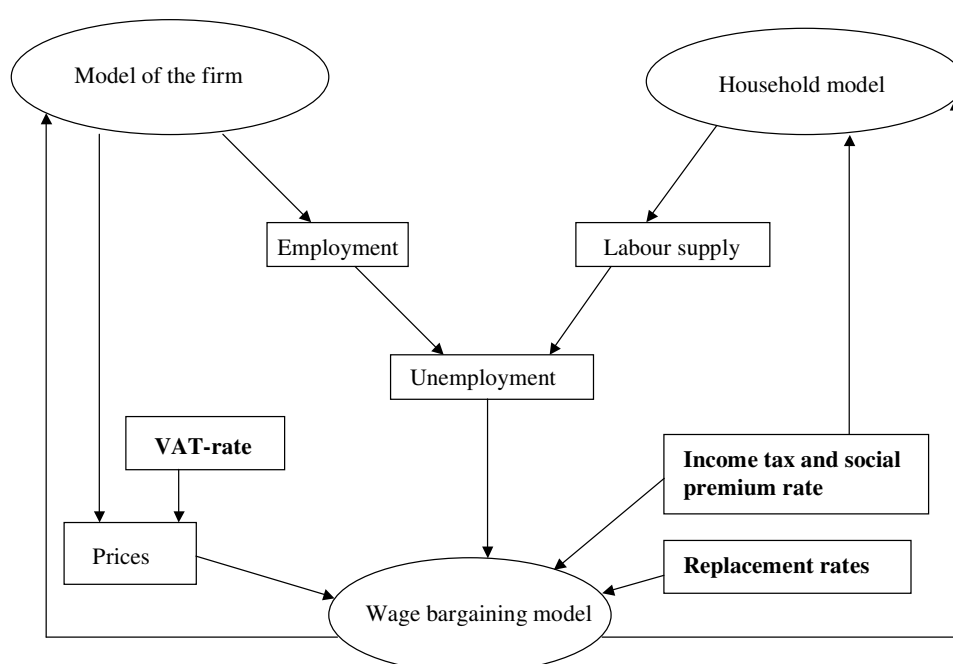 Model of the firm
Household model
Employment
Labour supply
Unemployment
VAT-rate
Income tax and social
premium rate
Prices
Replacement rates
Wage bargaining model